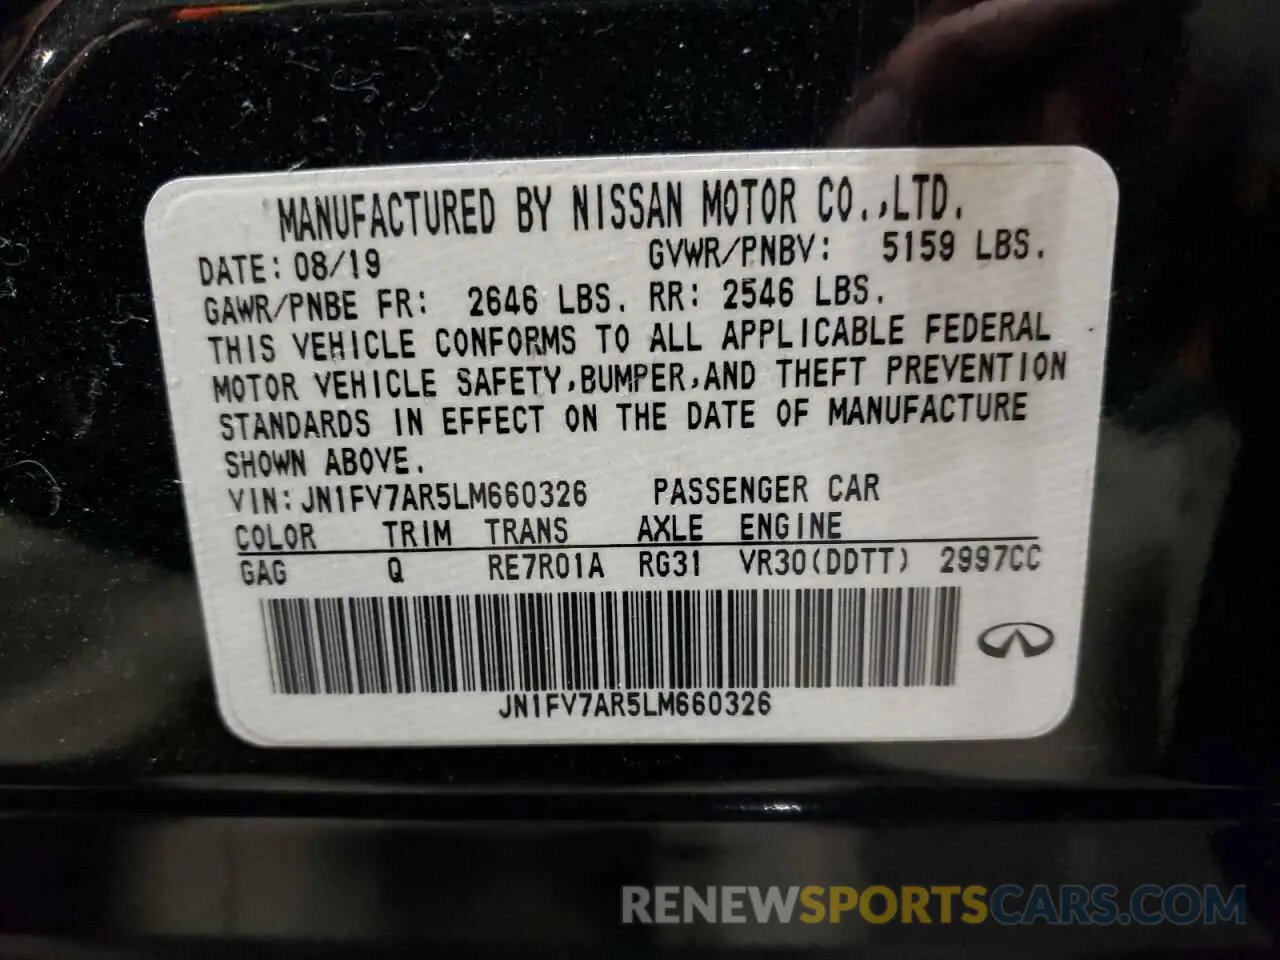 MANUFACTURED BY NISSAN MOTOR CO.,LTD.
DATE: 08/19 GVWR/PNBV: 5159 LBS.
GAWR/PNBE FR: 2646 LBS. RR: 2546 LBS.
THIS VEHICLE CONFORMS TO ALL APPLICABLE FEDERAL
MOTOR VEHICLE SAFETY,BUMPER,AND THEFT PREVENTION
STANDARDS IN EFFECT ON THE DATE OF MANUFACTURE
SHOWN ABOVE.
VIN: JN1FV7AR5LM660326 PASSENGER CAR
COLOR TRIM TRANS AXLE ENGINE
GAG Q RE7R01A RG31 VR30(DDTT) 2997CC
JN1FV7AR5LM660326
RENEWSPORTSCARS.COM